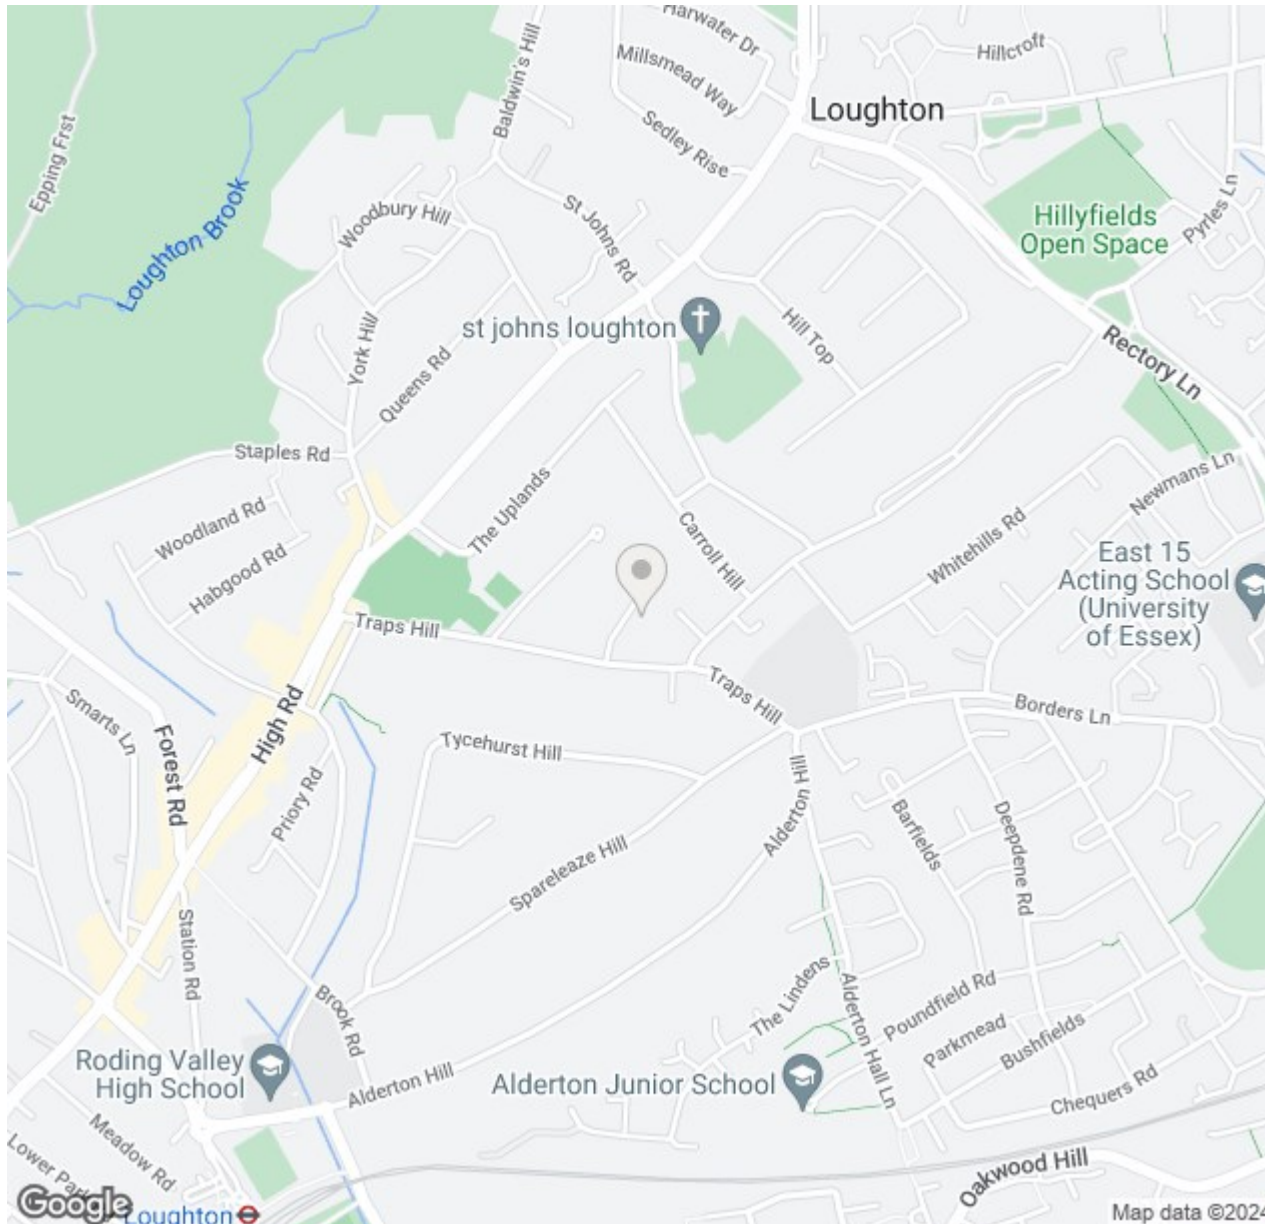 Harwater Dr
Hillcroft
Millsmead Way
Baldwin's Hill
Loughton
Sedley Rise
Epping Frst
Loughton Brook
Woodbury Hill
St Johns Rd
Hillyfields
Open Space
Pyrles Ln
st johns loughton
Hill Top
York Hill
Queens Rd
Rectory Ln
Staples Rd
The Uplands
Newmans Ln
Woodland Rd
Carroll Hill
Whitehills Rd
Habgood Rd
East 15
Acting School
(University
of Essex)
Traps Hill
Traps Hill
Smarts Ln
High Rd
Borders Ln
Forest Rd
Tycehurst Hill
Priory Rd
Alderton Hill
Barfields
Deepdene Rd
Spareleaze Hill
Station Rd
Brook Rd
The Lindens
Alderton Hall Ln
Poundfield Rd
Parkmead
Bushfields
Roding Valley
High School
Alderton Hill
Alderton Junior School
Chequers Rd
Meadow Rd
Lower Park
Oakwood Hill
Google
Loughton
Map data ©2024